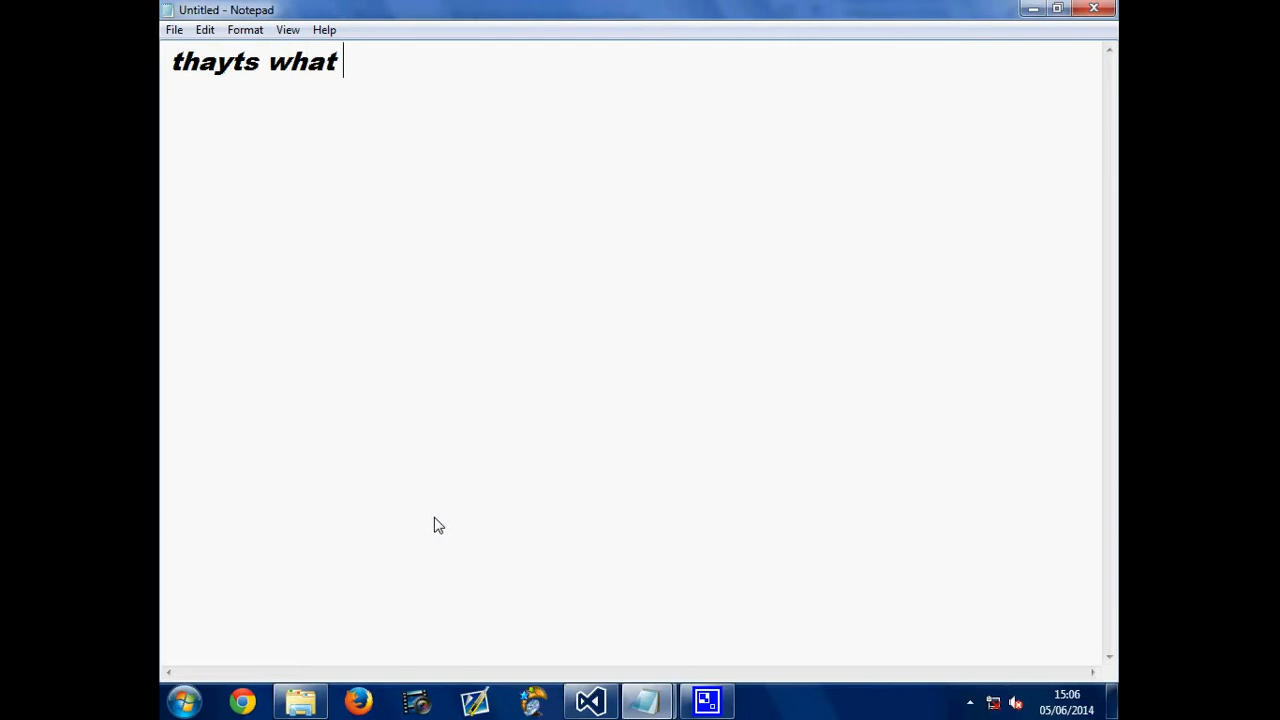 Untitled - Notepad
File Edit Format View Help
thayts what
15:06
05/06/2014